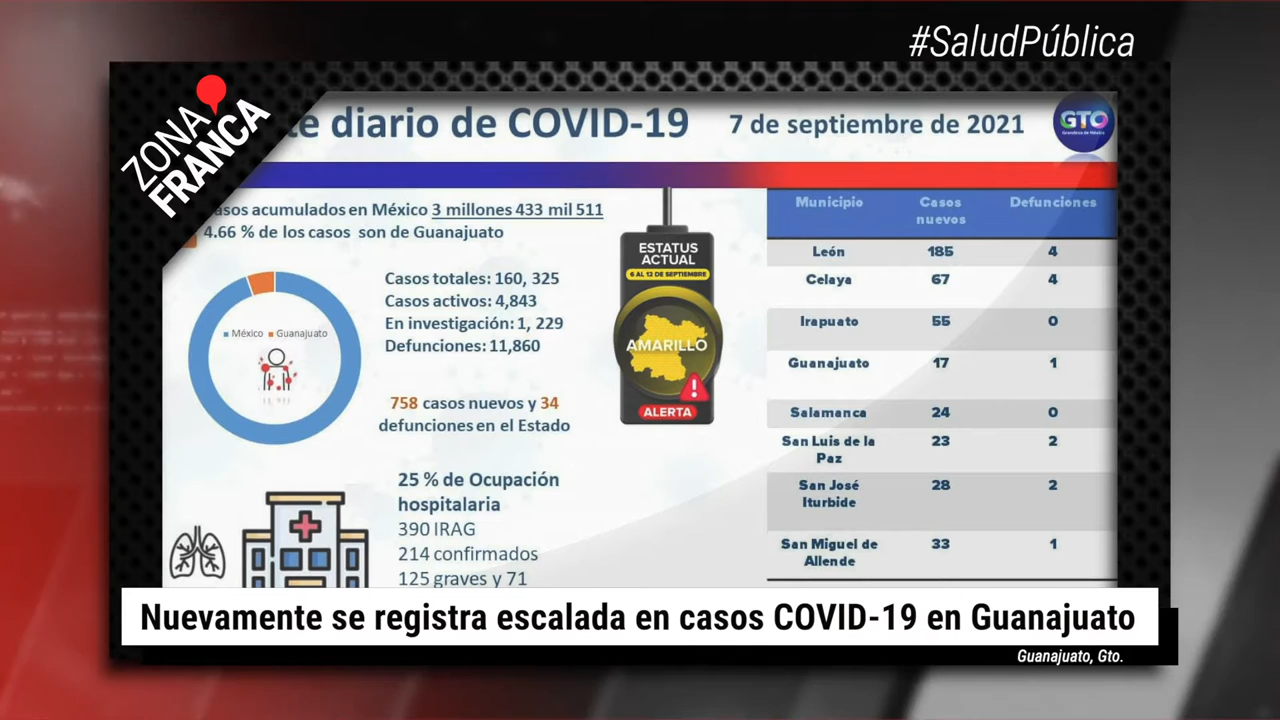 #SaludPública
ZONA
FRANCA
te diario de COVID-19
7 de septiembre de 2021
GTO
Grandeza de México
asos acumulados en México 3 millones 433 mil 511
4.66 % de los casos son de Guanajuato
México Guanajuato
Casos totales: 160, 325
Casos activos: 4,843
En investigación: 1, 229
Defunciones: 11,860
758 casos nuevos y 34
defunciones en el Estado
25 % de Ocupación
hospitalaria
390 IRAG
214 confirmados
125 graves y 71
ESTATUS
ACTUAL
6 AL 12 DE SEPTIEMBRE
AMARILLO
ALERTA
Municipio Casos nuevos Defunciones
León 185 4
Celaya 67 4
Irapuato 55 0
Guanajuato 17 1
Salamanca 24 0
San Luis de la Paz 23 2
San José Iturbide 28 2
San Miguel de Allende 33 1
Nuevamente se registra escalada en casos COVID-19 en Guanajuato
Guanajuato, Gto.